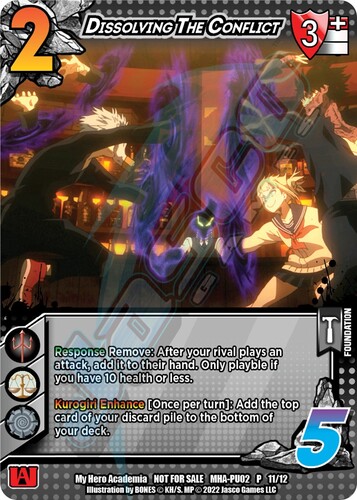 2
DISSOLVING THE CONFLICT
3
+
FOUNDATION
Response Remove: After your rival plays an
attack, add it to their hand. Only playble if
you have 10 health or less.
Kurogiri Enhance [Once per turn]: Add the top
card of your discard pile to the bottom of
your deck.
5
My Hero Academia NOT FOR SALE MHA-PU02 P 11/12
Illustration by BONES ©KH/S. MP ©2022 Jasco Games LLC